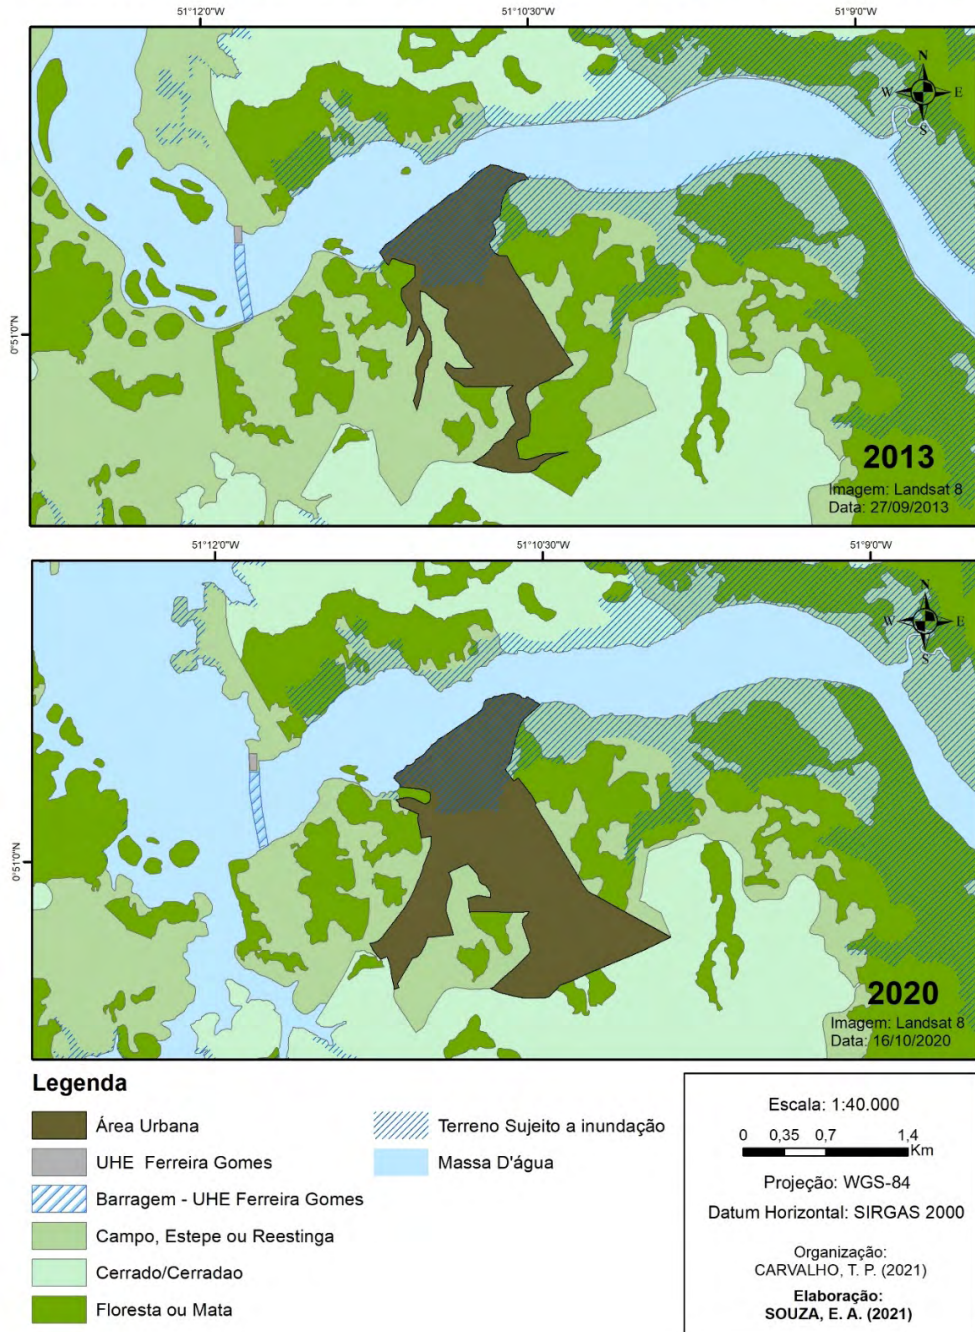 51°12'0"W 51°10'30"W 51°9'0"W
N
W E
S
0°51'0"N
2013
Imagem: Landsat 8
Data: 27/09/2013
51°12'0"W 51°10'30"W 51°9'0"W
N
W E
S
0°51'0"N
2020
Imagem: Landsat 8
Data: 16/10/2020
Legenda
Área Urbana
UHE Ferreira Gomes
Barragem - UHE Ferreira Gomes
Campo, Estepe ou Reestinga
Cerrado/Cerradao
Floresta ou Mata
Terreno Sujeito a inundação
Massa D'água
Escala: 1:40.000
0 0,35 0,7 1,4
Km
Projeção: WGS-84
Datum Horizontal: SIRGAS 2000
Organização:
CARVALHO, T. P. (2021)
Elaboração:
SOUZA, E. A. (2021)